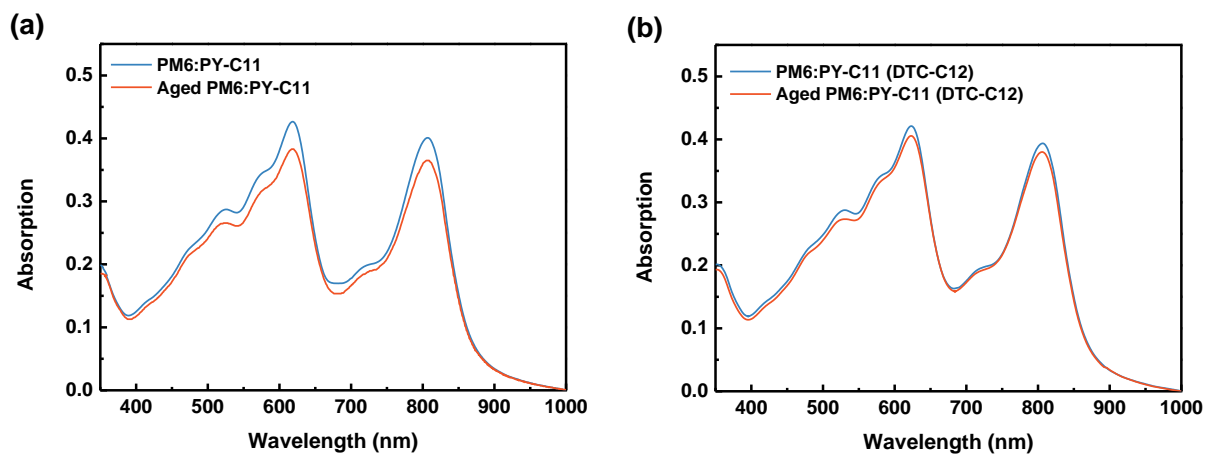 (a)
PM6:PY-C11
Aged PM6:PY-C11
0.5
0.4
0.3
0.2
0.1
0.0
Absorption
400 500 600 700 800 900 1000
Wavelength (nm)
(b)
PM6:PY-C11 (DTC-C12)
Aged PM6:PY-C11 (DTC-C12)
0.5
0.4
0.3
0.2
0.1
0.0
Absorption
400 500 600 700 800 900 1000
Wavelength (nm)